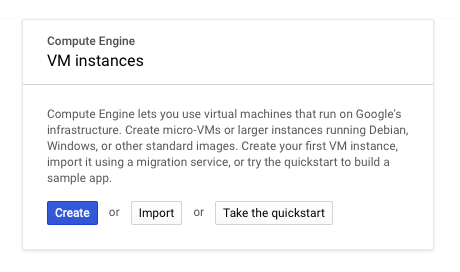 Compute Engine
VM instances
Compute Engine lets you use virtual machines that run on Google's
infrastructure. Create micro-VMs or larger instances running Debian,
Windows, or other standard images. Create your first VM instance,
import it using a migration service, or try the quickstart to build a
sample app.
Create or Import or Take the quickstart